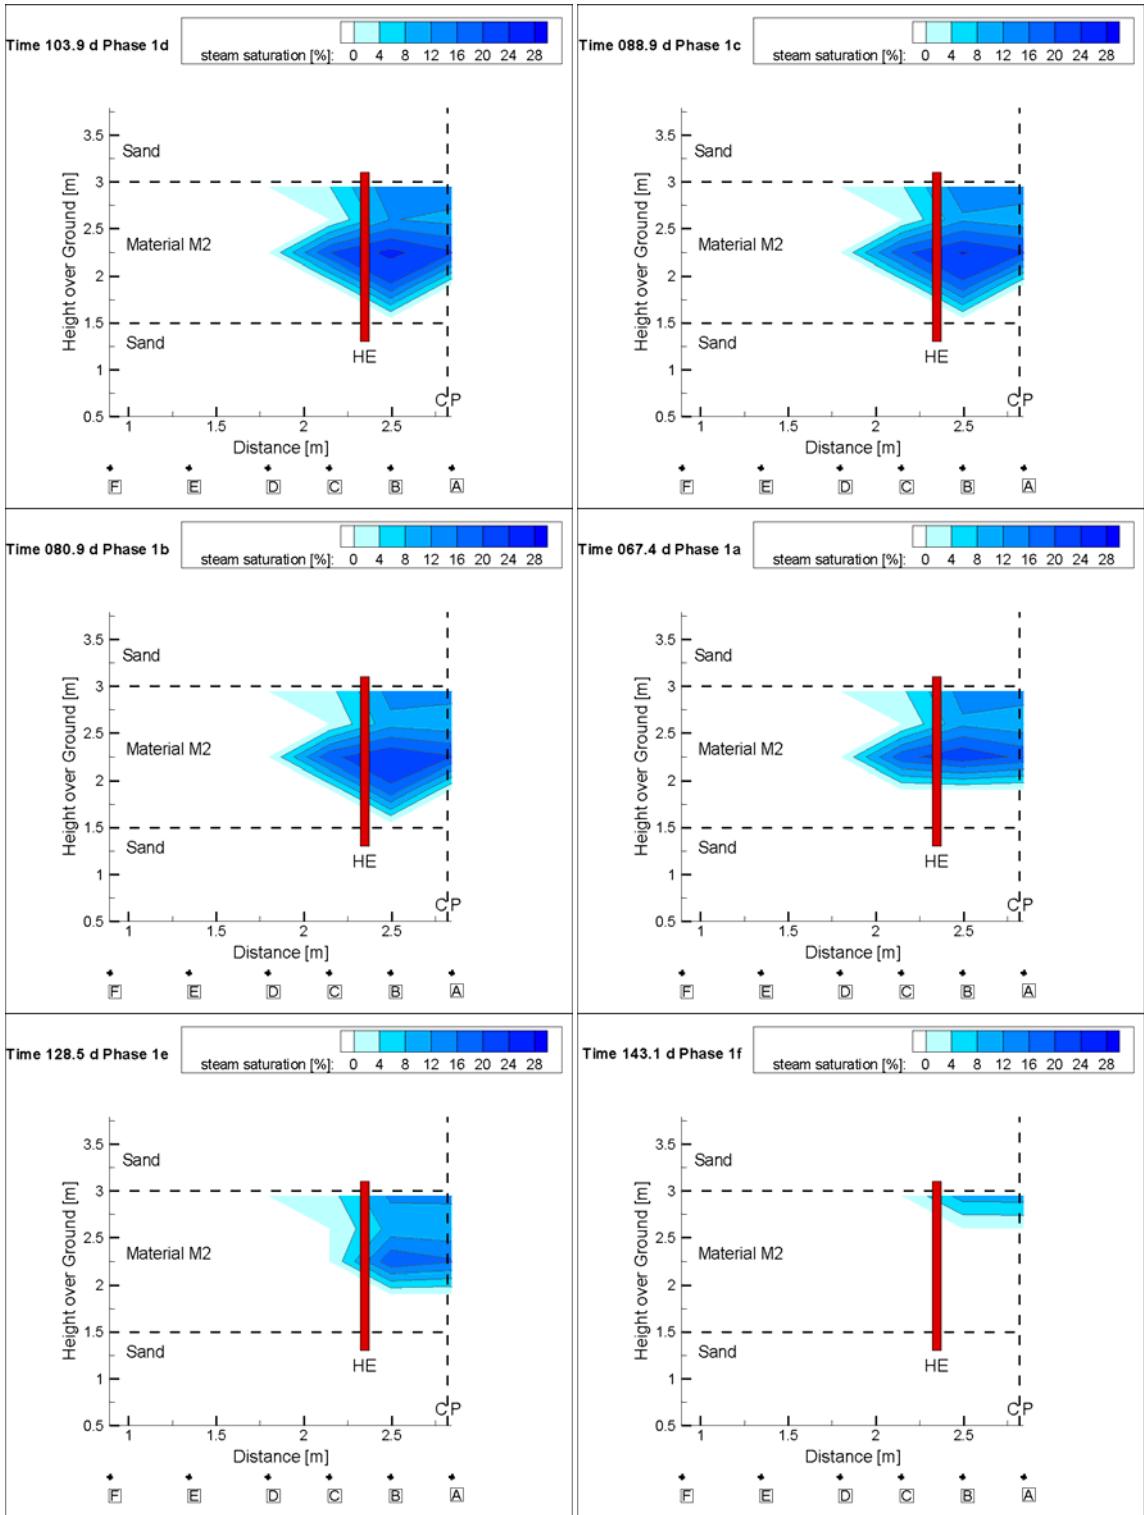 Time 103.9 d Phase 1d
steam saturation [%]: 0 4 8 12 16 20 24 28
Height over Ground [m]
3.5
Sand
3
2.5
Material M2
2
1.5
Sand
HE
1
CP
0.5
1 1.5 2 2.5
Distance [m]
F E D C B A
Time 088.9 d Phase 1c
steam saturation [%]: 0 4 8 12 16 20 24 28
Height over Ground [m]
3.5
Sand
3
2.5
Material M2
2
1.5
Sand
HE
1
CP
0.5
1 1.5 2 2.5
Distance [m]
F E D C B A
Time 080.9 d Phase 1b
steam saturation [%]: 0 4 8 12 16 20 24 28
Height over Ground [m]
3.5
Sand
3
2.5
Material M2
2
1.5
Sand
HE
1
CP
0.5
1 1.5 2 2.5
Distance [m]
F E D C B A
Time 067.4 d Phase 1a
steam saturation [%]: 0 4 8 12 16 20 24 28
Height over Ground [m]
3.5
Sand
3
2.5
Material M2
2
1.5
Sand
HE
1
CP
0.5
1 1.5 2 2.5
Distance [m]
F E D C B A
Time 128.5 d Phase 1e
steam saturation [%]: 0 4 8 12 16 20 24 28
Height over Ground [m]
3.5
Sand
3
2.5
Material M2
2
1.5
Sand
HE
1
CP
0.5
1 1.5 2 2.5
Distance [m]
F E D C B A
Time 143.1 d Phase 1f
steam saturation [%]: 0 4 8 12 16 20 24 28
Height over Ground [m]
3.5
Sand
3
2.5
Material M2
2
1.5
Sand
HE
1
CP
0.5
1 1.5 2 2.5
Distance [m]
F E D C B A